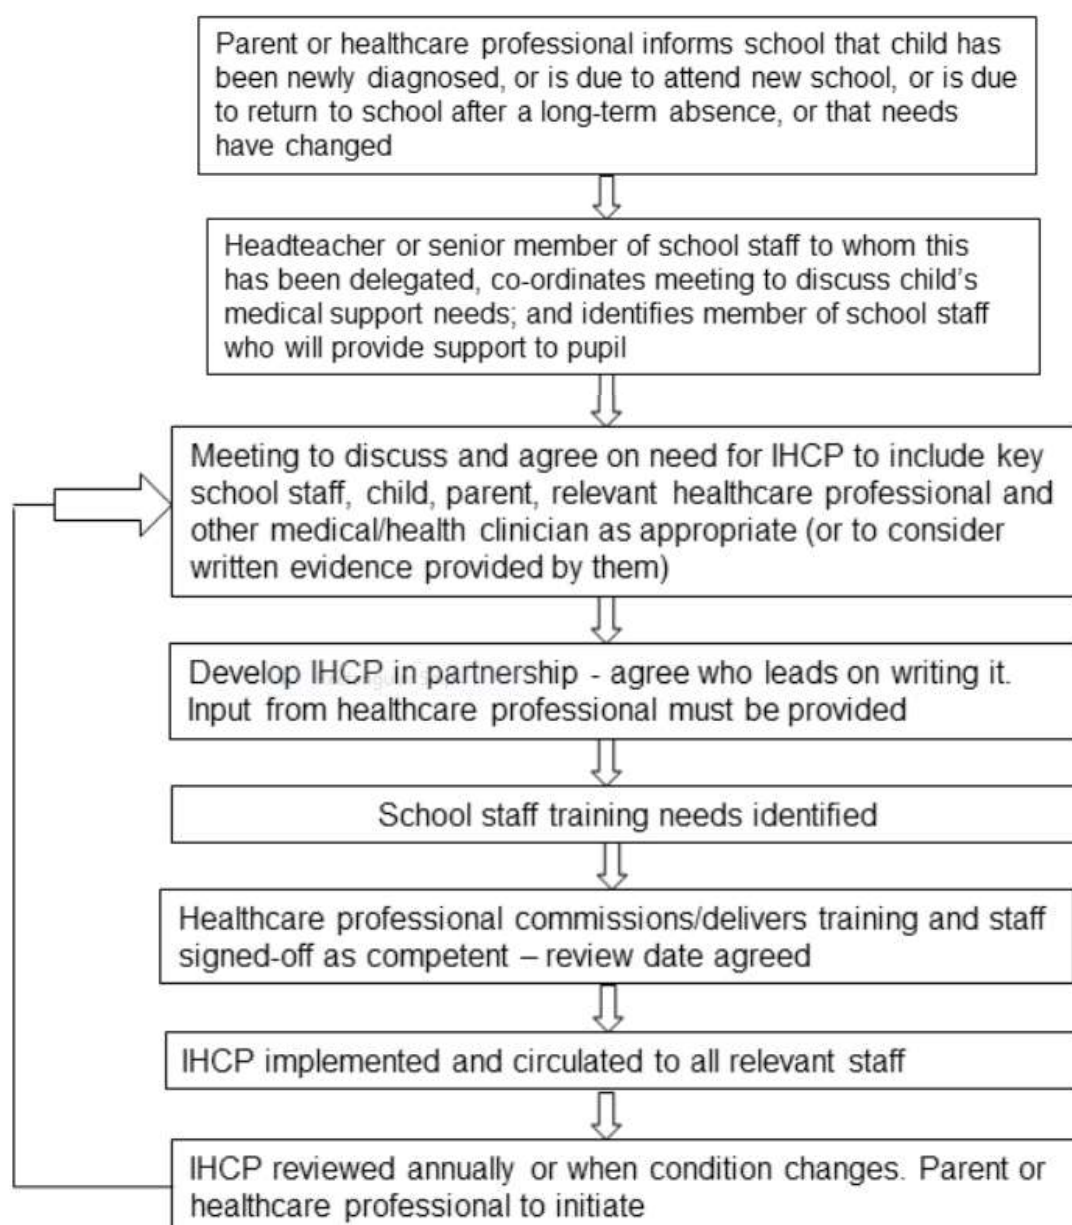 Parent or healthcare professional informs school that child has
been newly diagnosed, or is due to attend new school, or is due
to return to school after a long-term absence, or that needs
have changed
Headteacher or senior member of school staff to whom this
has been delegated, co-ordinates meeting to discuss child's
medical support needs; and identifies member of school staff
who will provide support to pupil
Meeting to discuss and agree on need for IHCP to include key
school staff, child, parent, relevant healthcare professional and
other medical/health clinician as appropriate (or to consider
written evidence provided by them)
Develop IHCP in partnership - agree who leads on writing it.
Input from healthcare professional must be provided
School staff training needs identified
Healthcare professional commissions/delivers training and staff
signed-off as competent – review date agreed
IHCP implemented and circulated to all relevant staff
IHCP reviewed annually or when condition changes. Parent or
healthcare professional to initiate